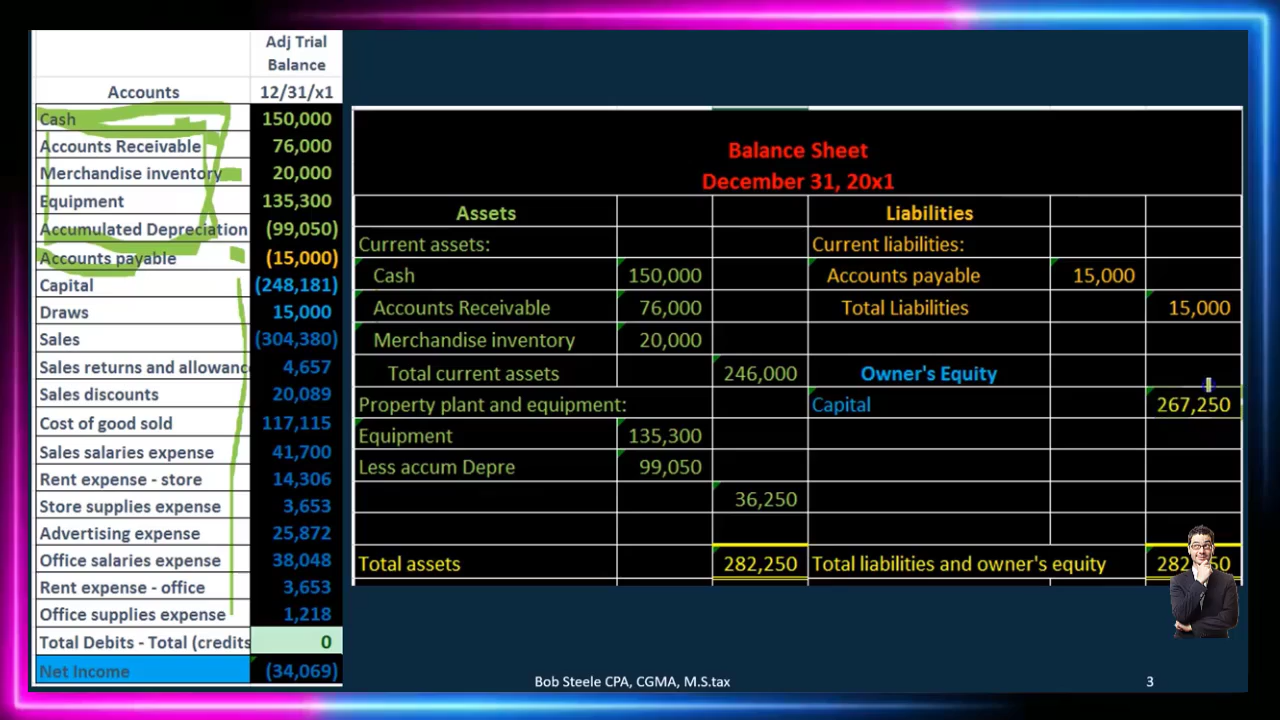 Adj Trial
Balance
Accounts 12/31/x1
Cash 150,000
Accounts Receivable 76,000
Merchandise inventory 20,000
Equipment 135,300
Accumulated Depreciation (99,050)
Accounts payable (15,000)
Capital (248,181)
Draws 15,000
Sales (304,380)
Sales returns and allowanc 4,657
Sales discounts 20,089
Cost of good sold 117,115
Sales salaries expense 41,700
Rent expense - store 14,306
Store supplies expense 3,653
Advertising expense 25,872
Office salaries expense 38,048
Rent expense - office 3,653
Office supplies expense 1,218
Total Debits - Total (credits 0
Net Income (34,069)
Balance Sheet
December 31, 20x1
Assets Liabilities
Current assets: Current liabilities:
Cash 150,000 Accounts payable 15,000
Accounts Receivable 76,000 Total Liabilities 15,000
Merchandise inventory 20,000
Total current assets 246,000 Owner's Equity
Property plant and equipment: Capital 267,250
Equipment 135,300
Less accum Depre 99,050
36,250
Total assets 282,250 Total liabilities and owner's equity
Bob Steele CPA, CGMA, M.S.tax 3